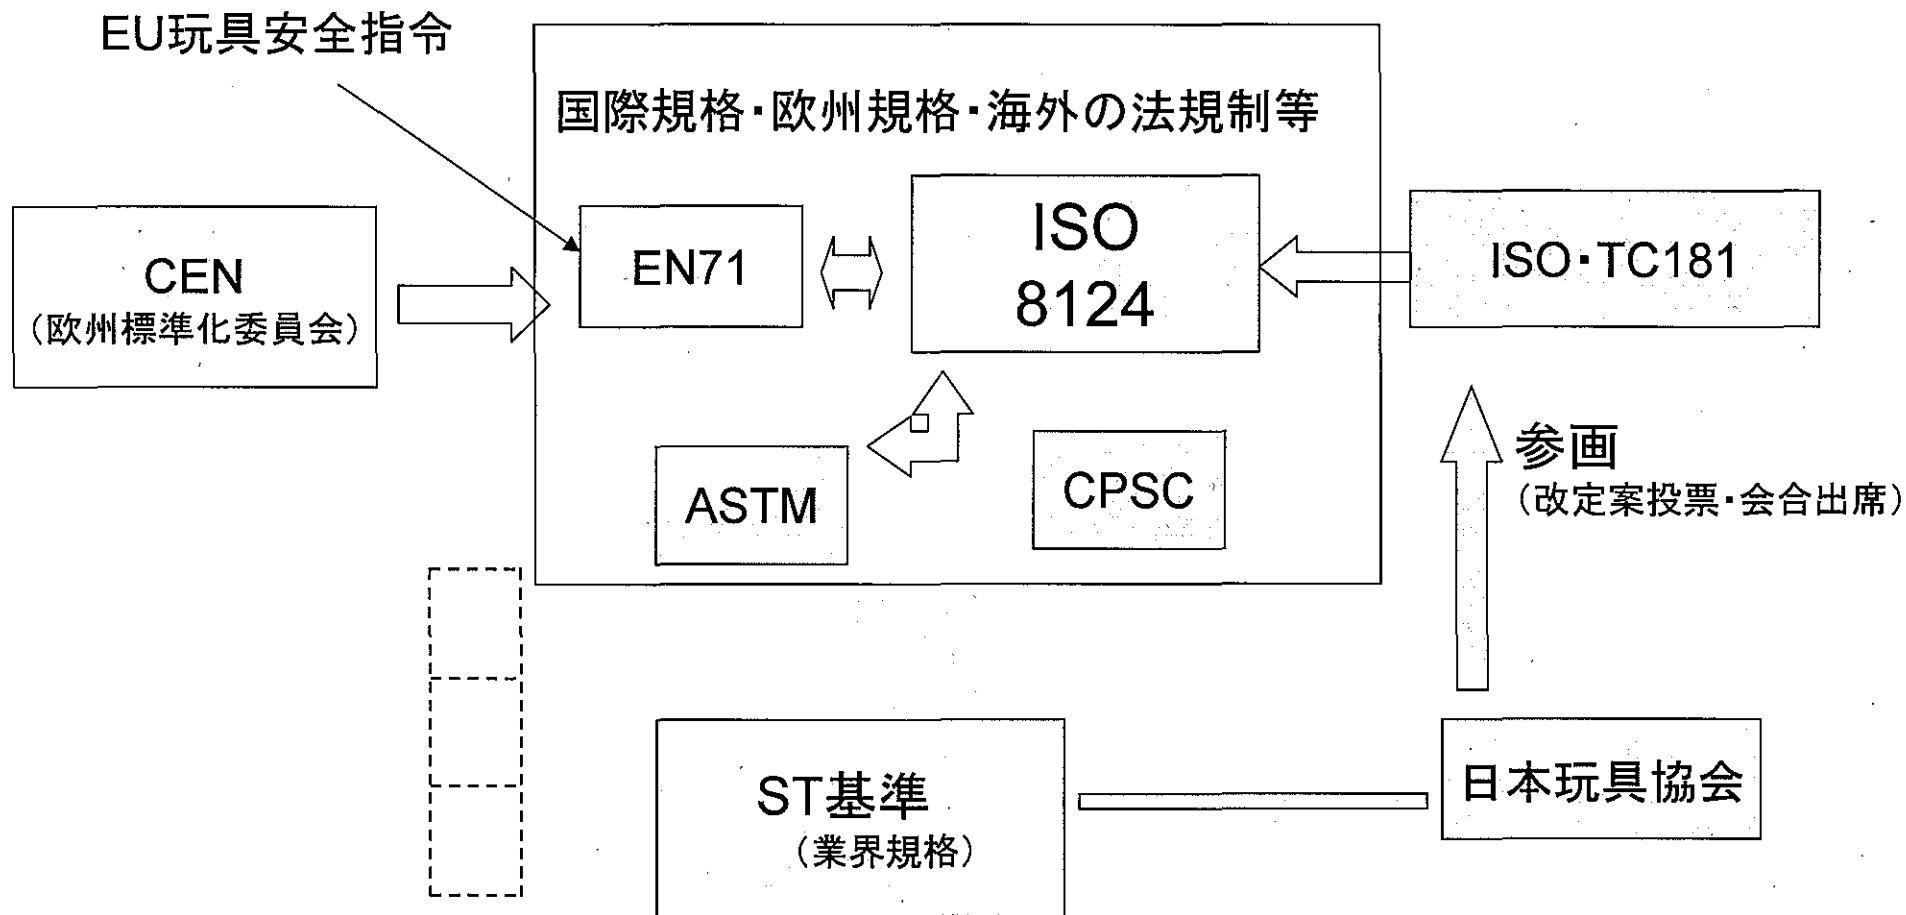 EU玩具安全指令
国際規格・欧州規格・海外の法規制等
CEN
（欧州標準化委員会）
EN71
ISO
8124
ISO・TC181
ASTM
CPSC
参画
（改定案投票・会合出席）
ST基準
（業界規格）
日本玩具協会